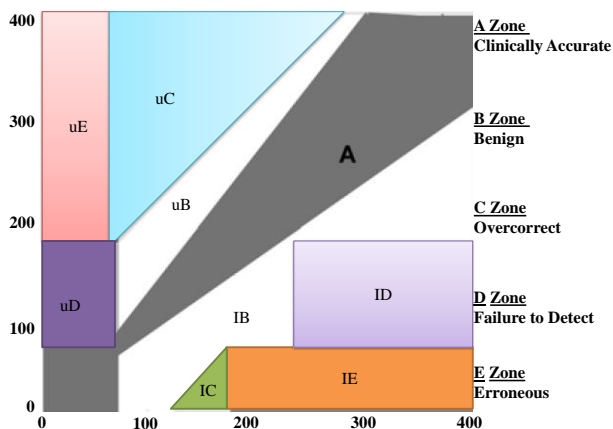 400
300
200
100
0
0
100
200
300
400
uE
uC
uB
A
uD
IB
ID
IC
IE
A Zone
Clinically Accurate
B Zone
Benign
C Zone
Overcorrect
D Zone
Failure to Detect
E Zone
Erroneous